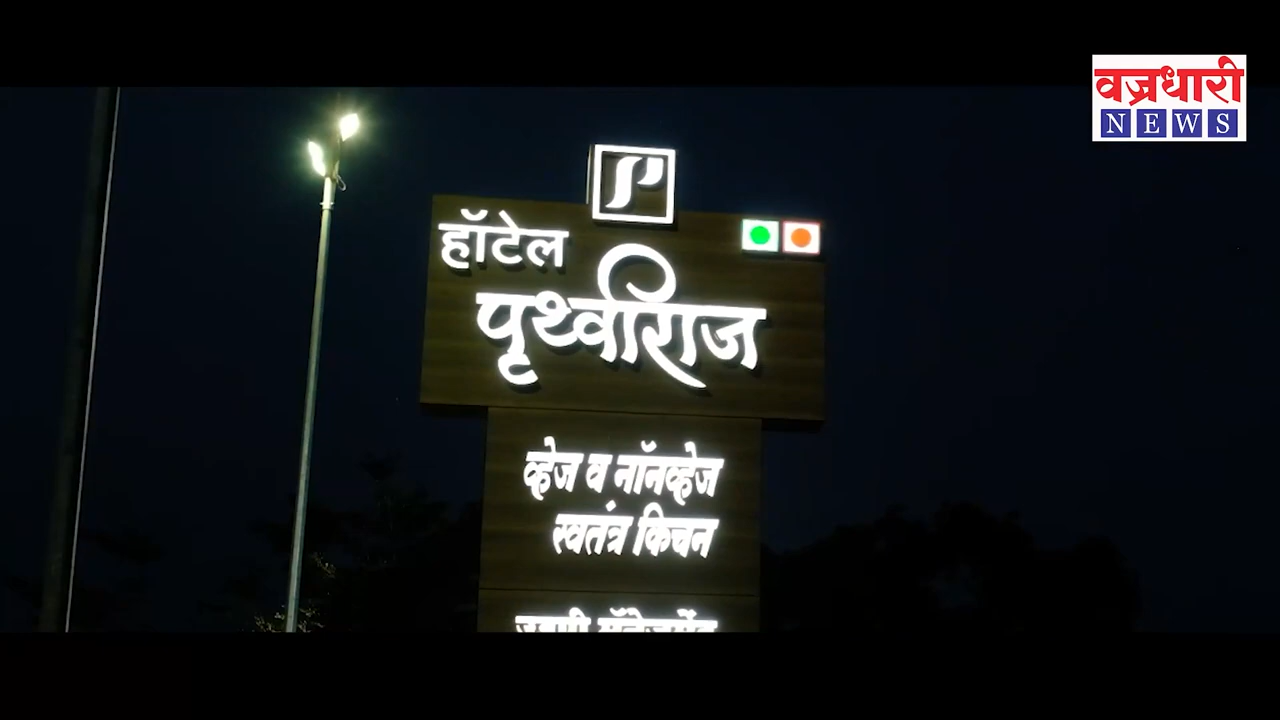 वज्रधारी
NEWS
हॉटेल
पृथ्वीराज
व्हेज व नॉनव्हेज
स्वतंत्र किचन